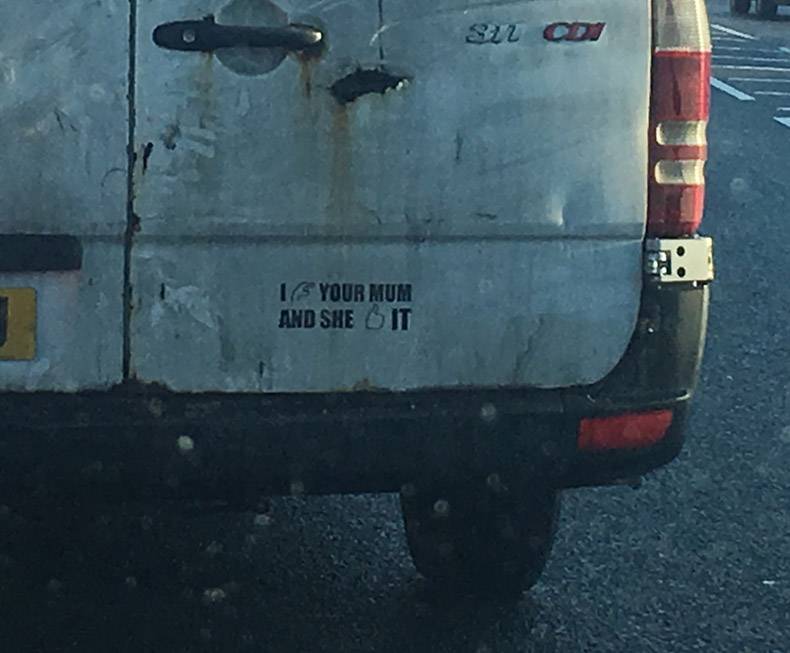 311 CDI
I YOUR MUM
AND SHE 👍 IT